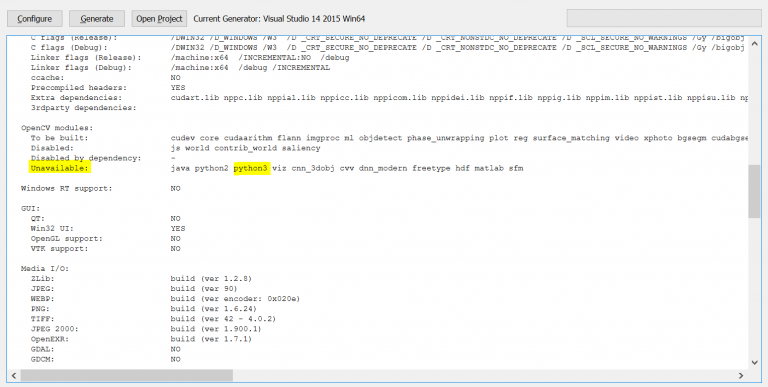 Configure Generate Open Project Current Generator: Visual Studio 14 2015 Win64
C flags (Release): /DWIN32 /D_WINDOWS /W3 /D _CRT_SECURE_NO_DEPRECATE /D _CRT_NONSTDC_NO_DEPRECATE /D _SCL_SECURE_NO_WARNINGS /Gy /bigobj
C flags (Debug): /DWIN32 /D_WINDOWS /W3 /D _CRT_SECURE_NO_DEPRECATE /D _CRT_NONSTDC_NO_DEPRECATE /D _SCL_SECURE_NO_WARNINGS /Gy /bigobj
Linker flags (Release): /machine:x64 /INCREMENTAL:NO /debug
Linker flags (Debug): /machine:x64 /debug /INCREMENTAL
ccache: NO
Precompiled headers: YES
Extra dependencies: cudart.lib nppc.lib nppial.lib nppicc.lib nppicom.lib nppidei.lib nppif.lib nppig.lib nppim.lib nppist.lib nppisu.lib np
3rdparty dependencies:
OpenCV modules:
To be built: cudev core cudaarithm flann imgproc ml objdetect phase_unwrapping plot reg surface_matching video xphoto bgsegm cudabgse
Disabled: js world contrib_world saliency
Disabled by dependency: -
Unavailable: java python2 python3 viz cnn_3dobj cvv dnn_modern freetype hdf matlab sfm
Windows RT support: NO
GUI:
QT: NO
Win32 UI: YES
OpenGL support: NO
VTK support: NO
Media I/O:
ZLib: build (ver 1.2.8)
JPEG: build (ver 90)
WEBP: build (ver encoder: 0x020e)
PNG: build (ver 1.6.24)
TIFF: build (ver 42 - 4.0.2)
JPEG 2000: build (ver 1.900.1)
OpenEXR: build (ver 1.7.1)
GDAL: NO
GDCM: NO